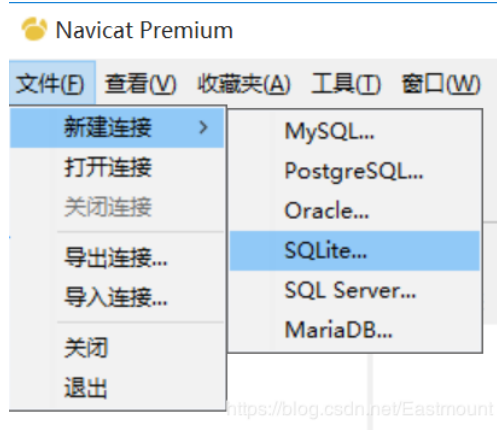 Navicat Premium
文件(F) 查看(V) 收藏夹(A) 工具(T) 窗口(W)
新建连接 >
打开连接
关闭连接
导出连接...
导入连接...
关闭
退出
MySQL...
PostgreSQL...
Oracle...
SQLite...
SQL Server...
MariaDB...
https://blog.csdn.net/Eastmount